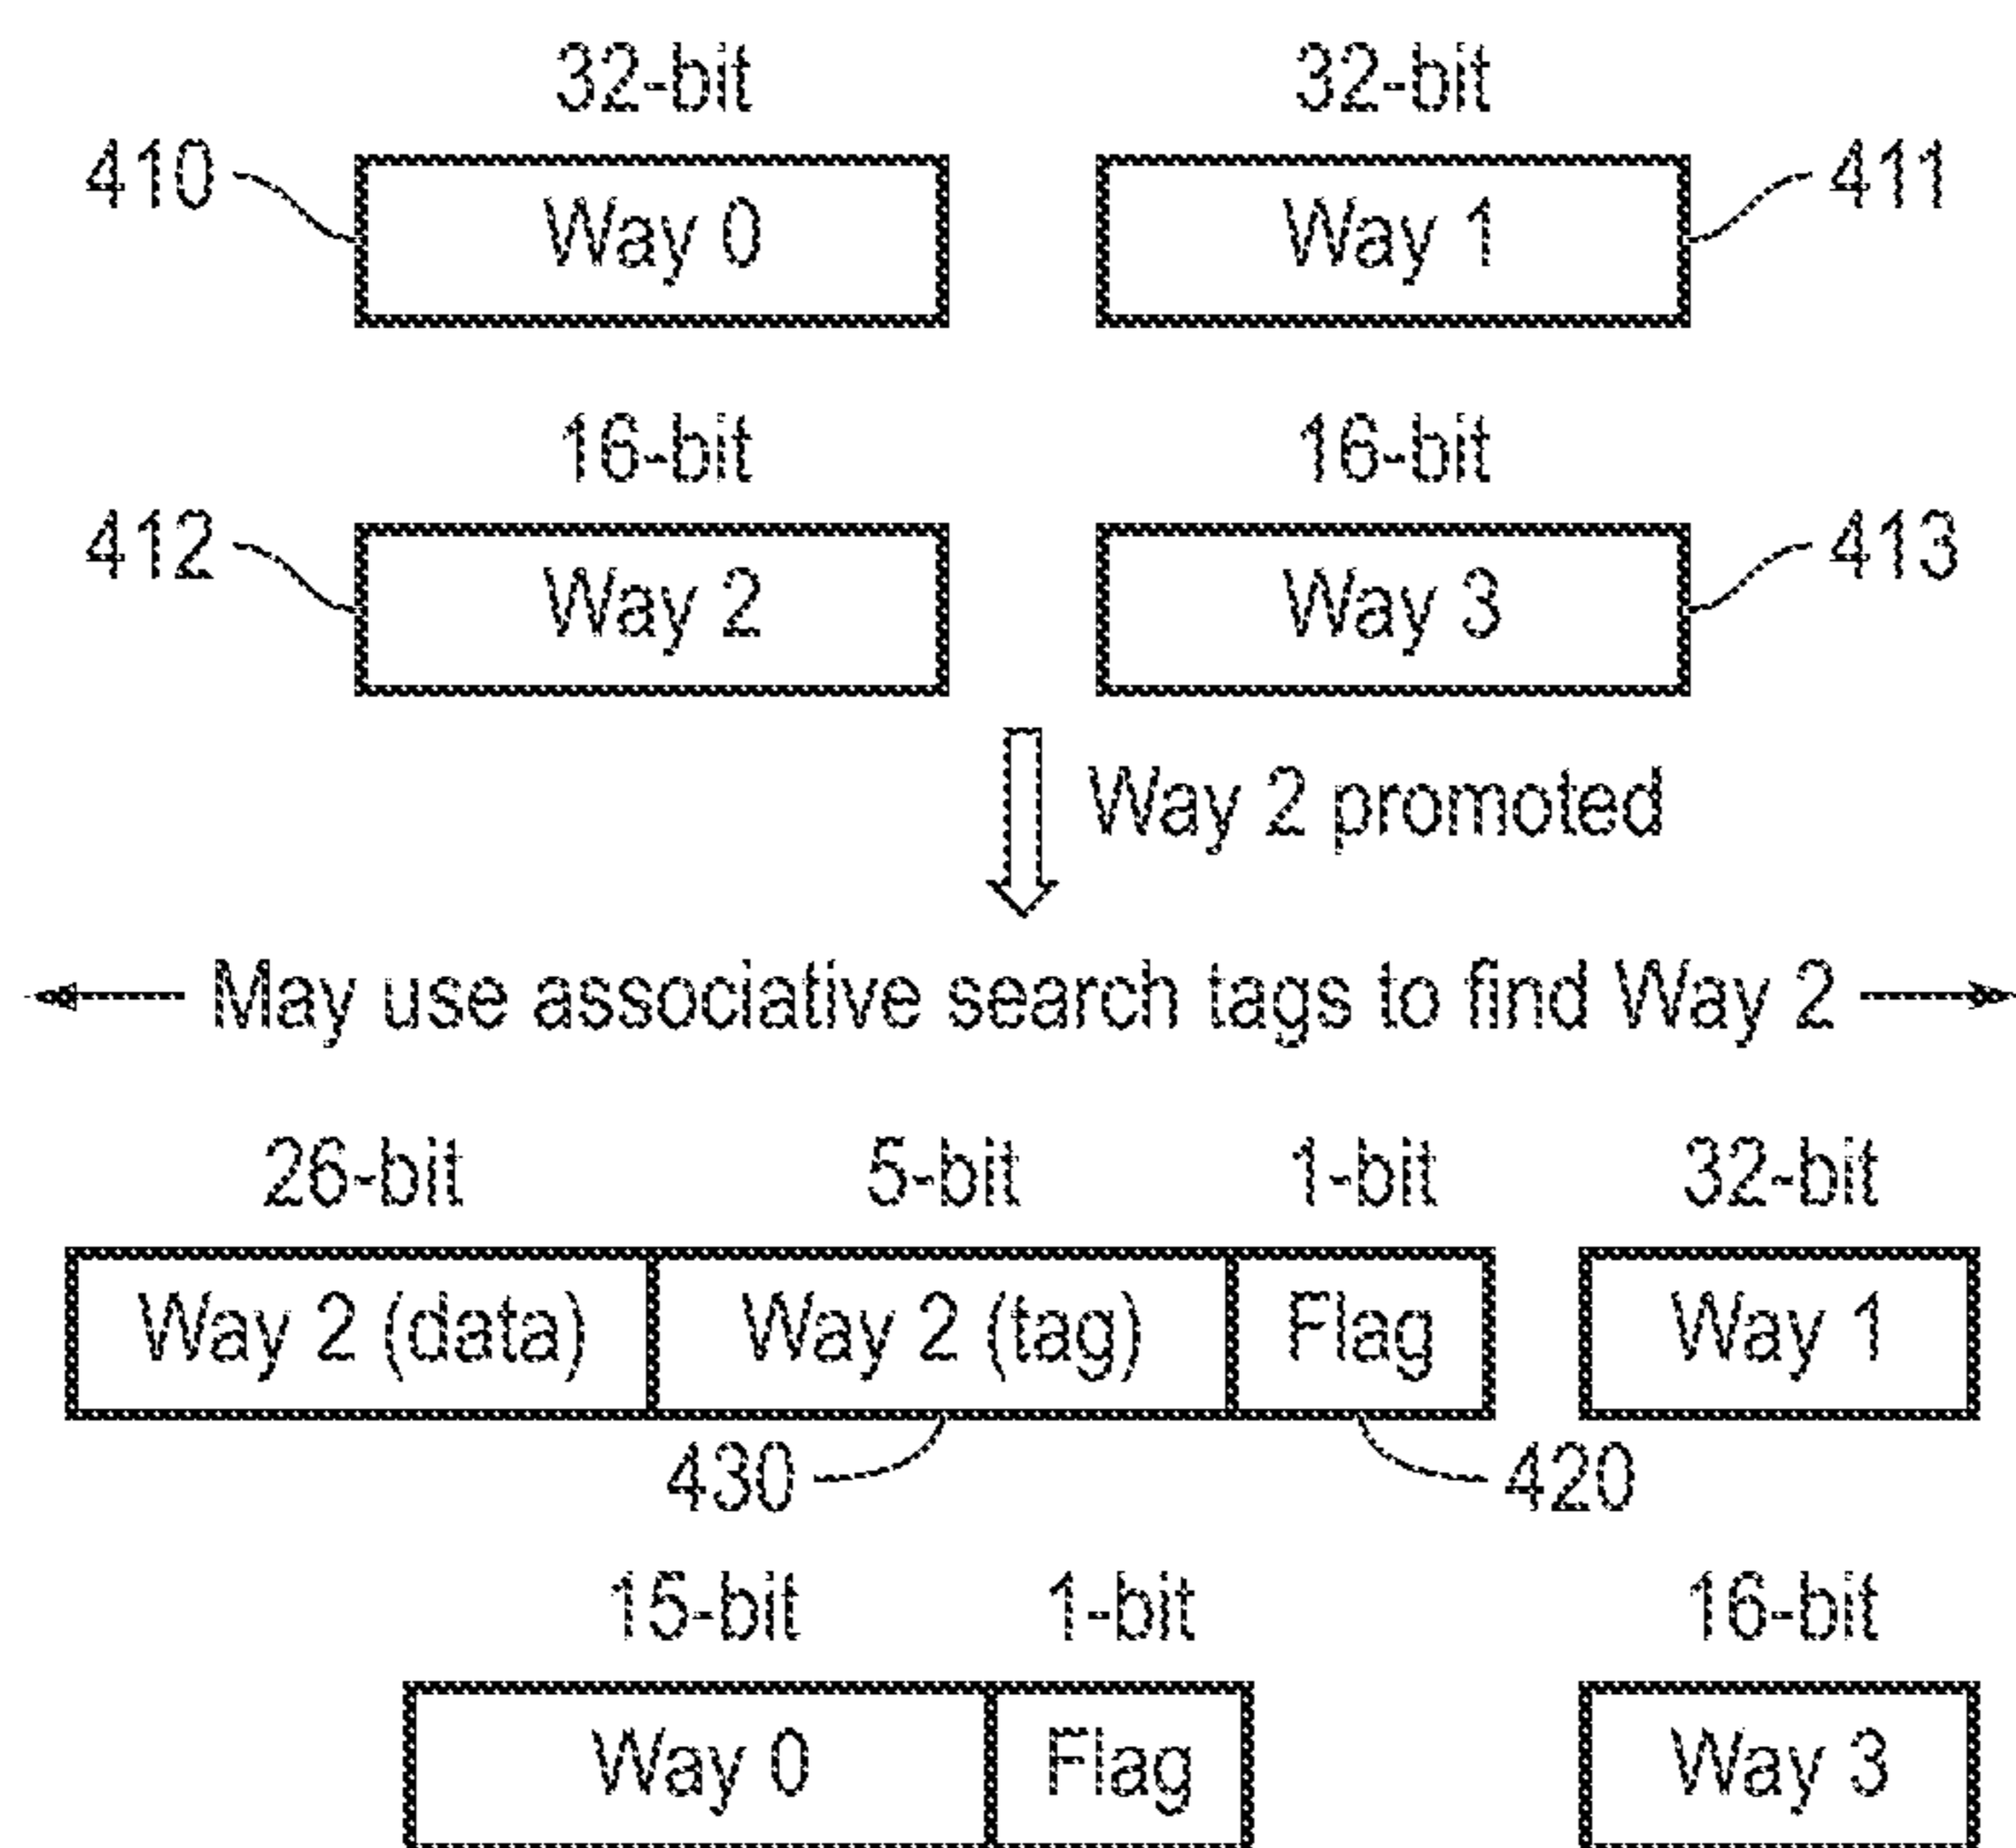 32-bit 32-bit
410 Way 0 Way 1 411
16-bit 16-bit
412 Way 2 Way 3 413
Way 2 promoted
May use associative search tags to find Way 2
26-bit 5-bit 1-bit 32-bit
Way 2 (data) Way 2 (tag) Flag Way 1
430 420
15-bit 1-bit 16-bit
Way 0 Flag Way 3